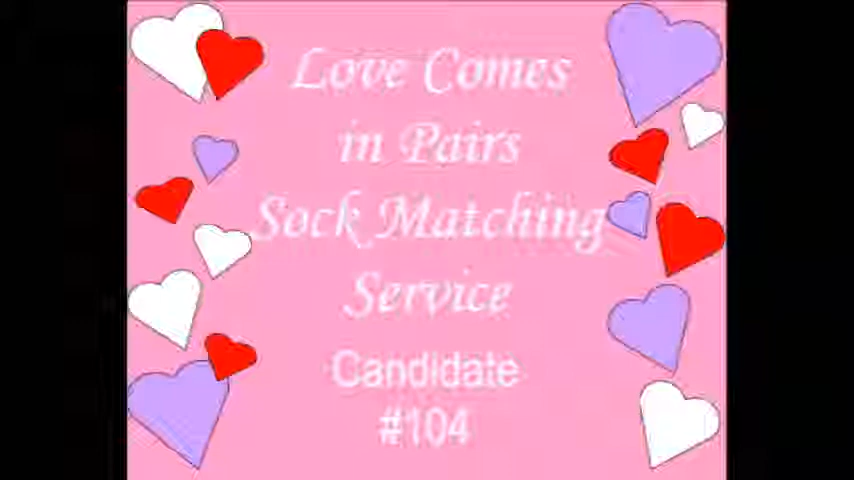 Love Comes
in Pairs
Sock Matching
Service
Candidate
#104